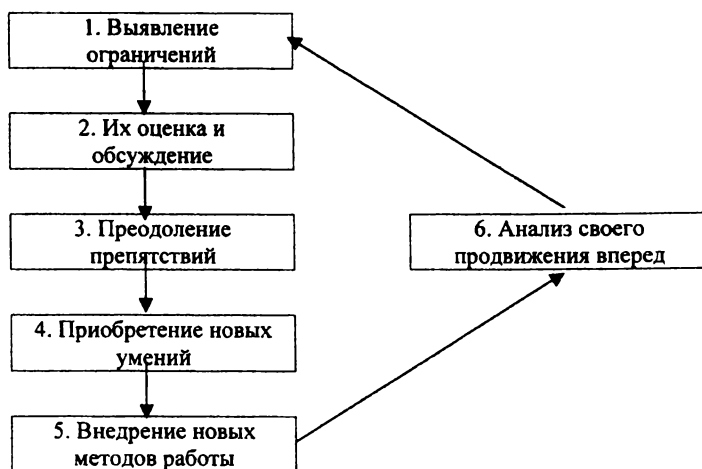 1. Выявление
ограничений
2. Их оценка и
обсуждение
3. Преодоление
препятствий
4. Приобретение новых
умений
5. Внедрение новых
методов работы
6. Анализ своего
продвижения вперед